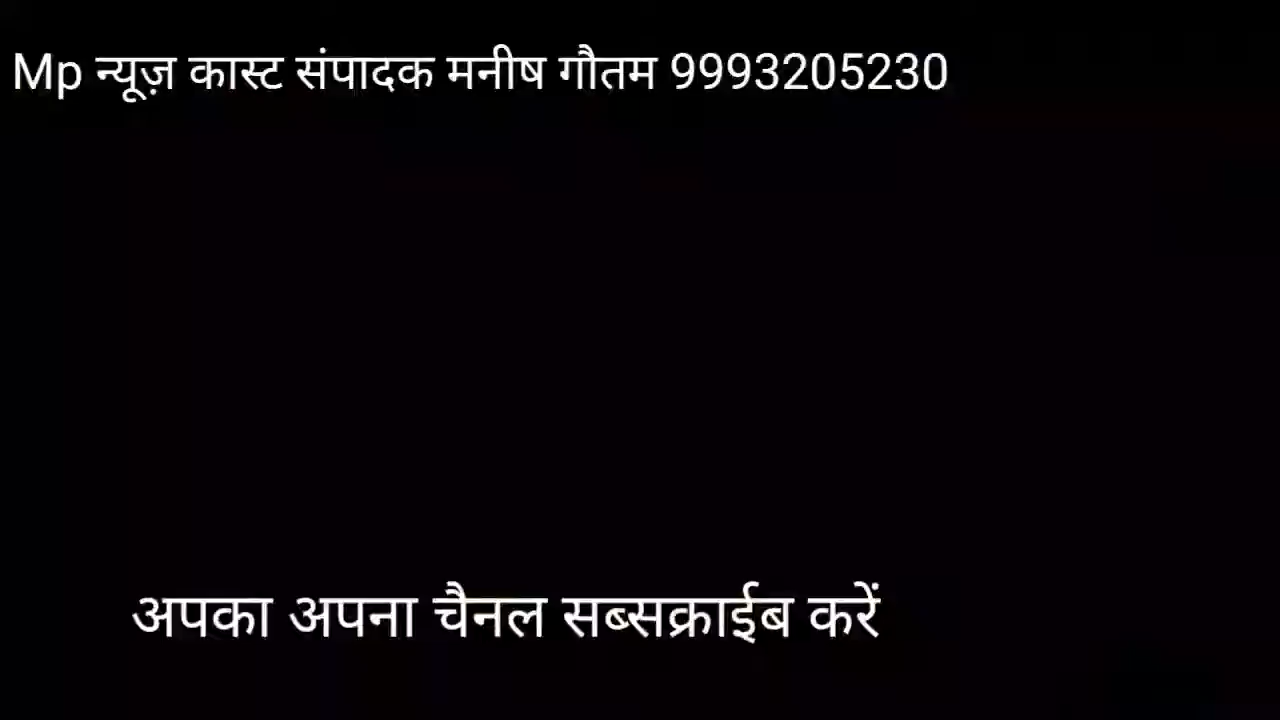 Mp न्यूज़ कास्ट संपादक मनीष गौतम 9993205230
अपका अपना चैनल सब्सक्राईब करें